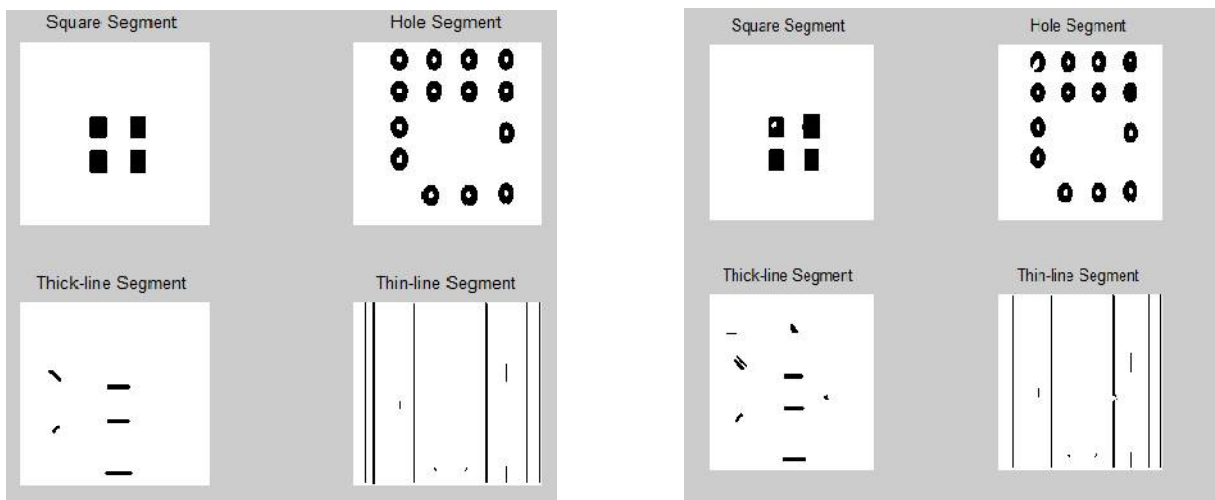 Square Segment
Hole Segment
Thick-line Segment
Thin-line Segment
Square Segment
Hole Segment
Thick-line Segment
Thin-line Segment